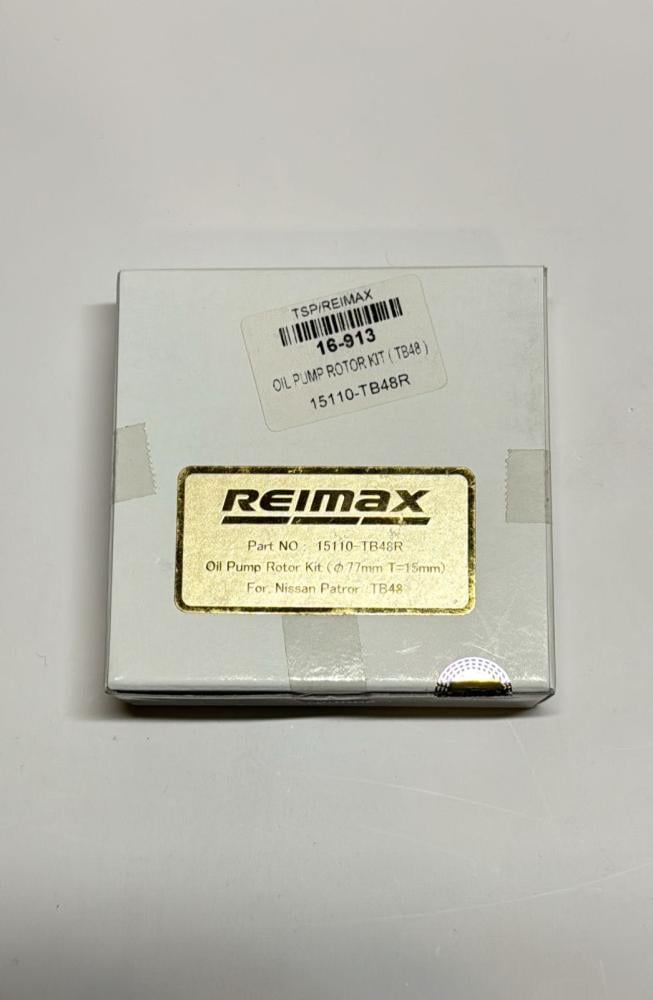 TSP/REIMAX
16-913
OIL PUMP ROTOR KIT ( TB48 )
15110-TB48R
REIMAX
Part NO : 15110-TB48R
Oil Pump Rotor Kit (φ77mm T=15mm)
For. Nissan Patror TB48